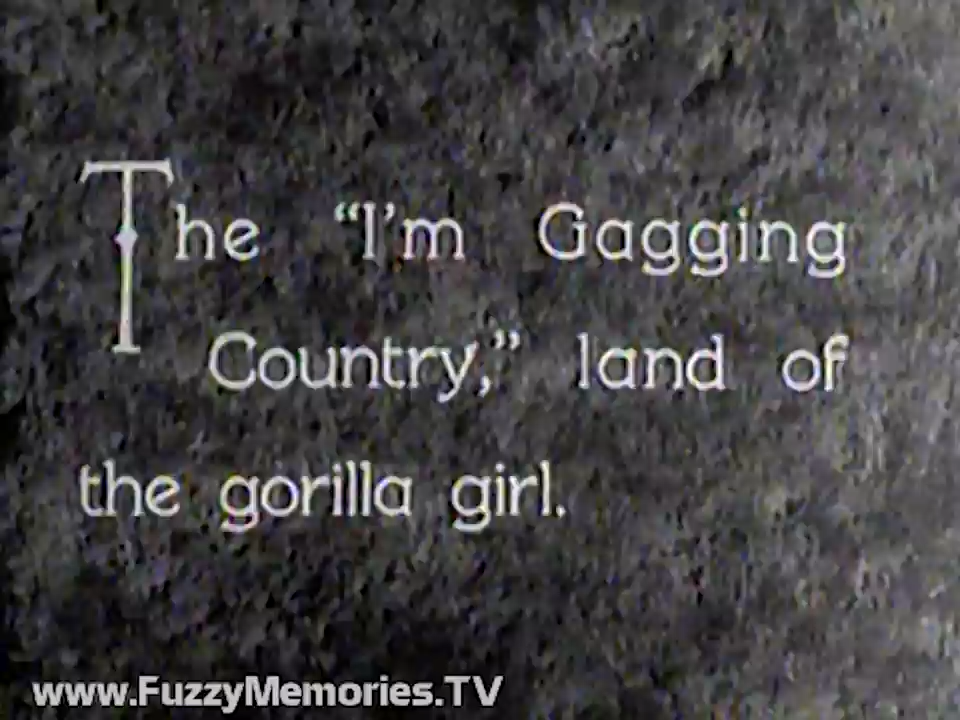 The “I'm Gagging
Country,” land of
the gorilla girl.
www.FuzzyMemories.TV